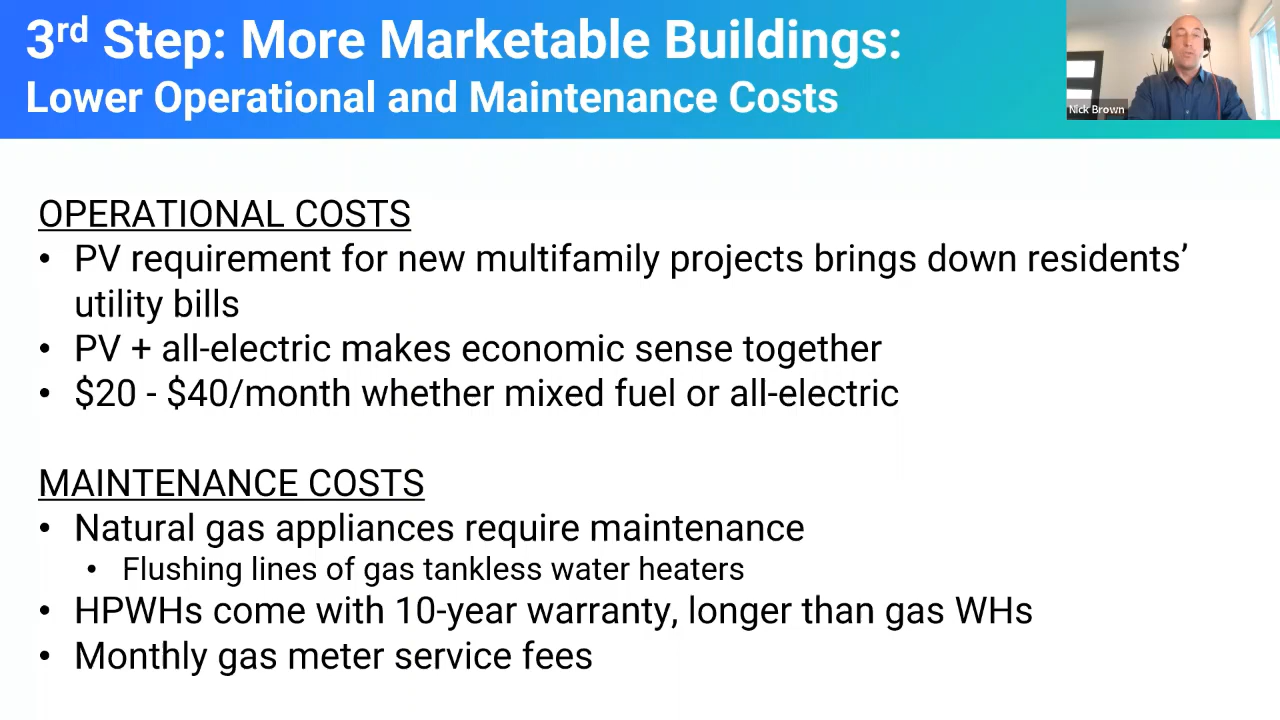 3rd Step: More Marketable Buildings:
Lower Operational and Maintenance Costs
Nick Brown
OPERATIONAL COSTS
• PV requirement for new multifamily projects brings down residents’
utility bills
• PV + all-electric makes economic sense together
• $20 - $40/month whether mixed fuel or all-electric
MAINTENANCE COSTS
• Natural gas appliances require maintenance
• Flushing lines of gas tankless water heaters
• HPWHs come with 10-year warranty, longer than gas WHs
• Monthly gas meter service fees